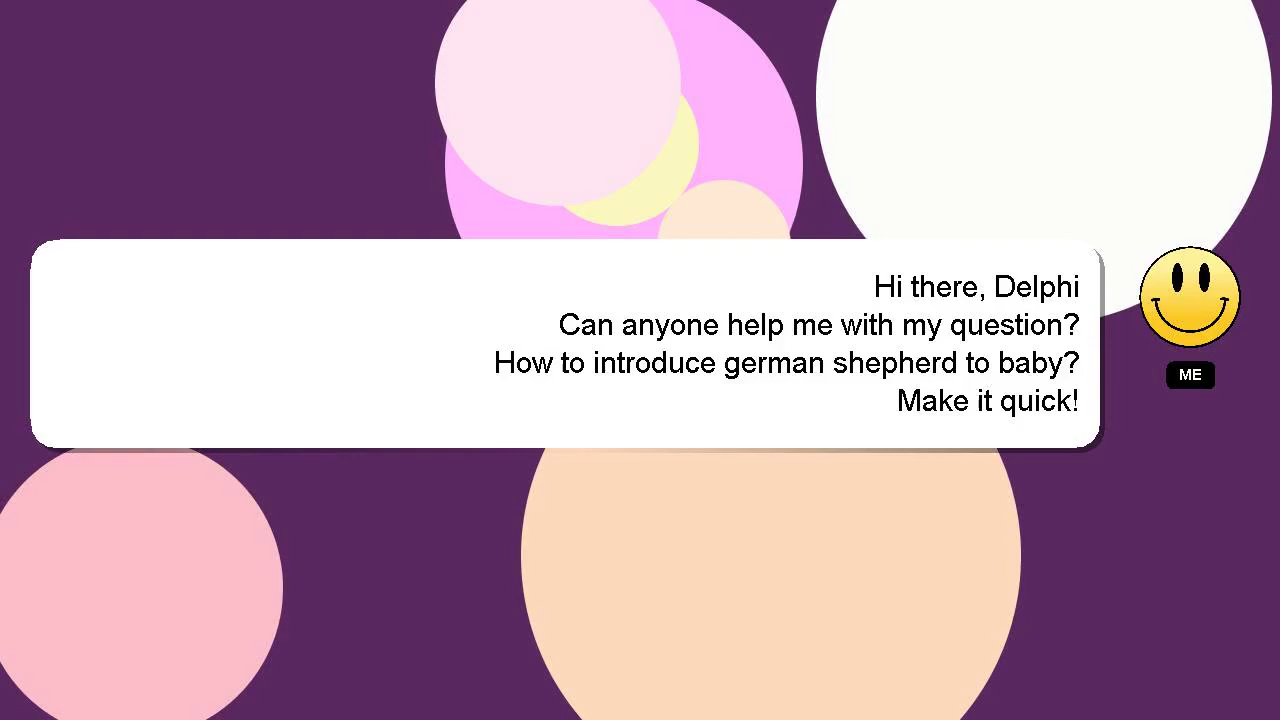 Hi there, Delphi
Can anyone help me with my question?
How to introduce german shepherd to baby?
Make it quick!
ME